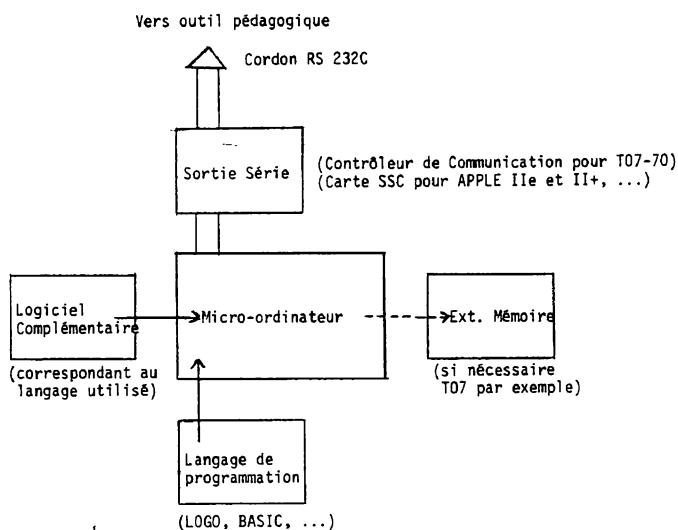 Vers outil pédagogique
Cordon RS 232C
Sortie Série
(Contrôleur de Communication pour TO7-70)
(Carte SSC pour APPLE IIe et II+, ...)
Logiciel
Complémentaire
Micro-ordinateur
Ext. Mémoire
(correspondant au
langage utilisé)
(si nécessaire
TO7 par exemple)
Langage de
programmation
(LOGO, BASIC, ...)